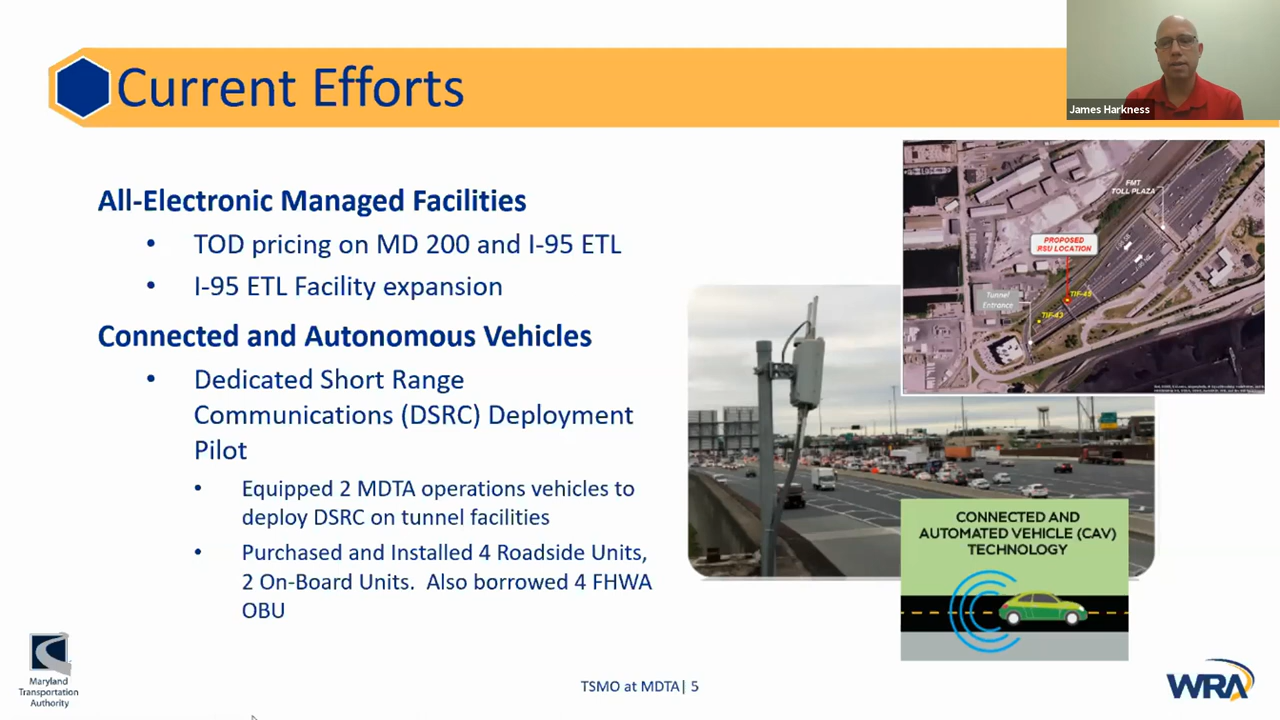 Current Efforts
James Harkness
All-Electronic Managed Facilities
• TOD pricing on MD 200 and I-95 ETL
• I-95 ETL Facility expansion
Connected and Autonomous Vehicles
• Dedicated Short Range
Communications (DSRC) Deployment
Pilot
• Equipped 2 MDTA operations vehicles to
deploy DSRC on tunnel facilities
• Purchased and Installed 4 Roadside Units,
2 On-Board Units. Also borrowed 4 FHWA
OBU
FMT
TOLL PLAZA
PROPOSED
RSU LOCATION
Tunnel
Entrance
TIF-45
TIF-43
CONNECTED AND
AUTOMATED VEHICLE (CAV)
TECHNOLOGY
Maryland
Transportation
Authority
TSMO at MDTA| 5
WRA